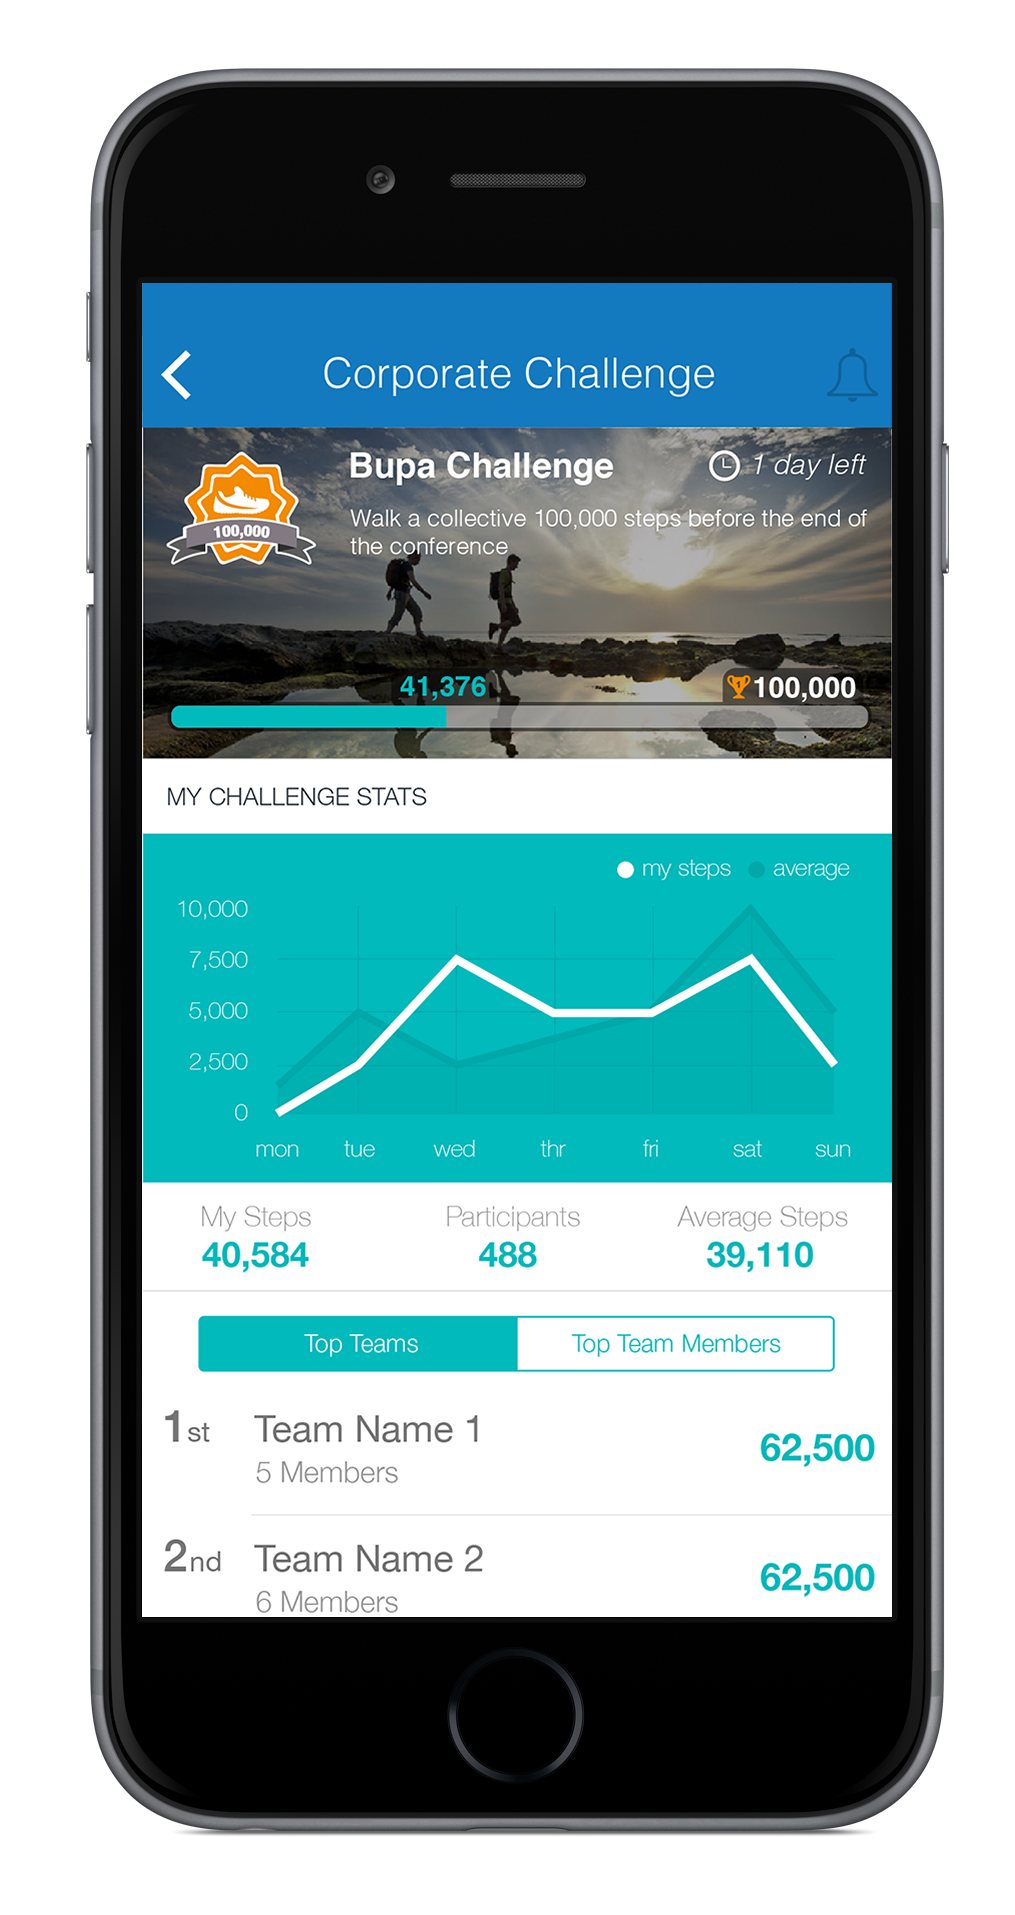 Corporate Challenge
Bupa Challenge
1 day left
Walk a collective 100,000 steps before the end of
the conference
100,000
41,376
100,000
MY CHALLENGE STATS
my steps
average
10,000
7,500
5,000
2,500
0
mon tue wed thr fri sat sun
My Steps Participants Average Steps
40,584 488 39,110
Top Teams Top Team Members
1st Team Name 1
5 Members
62,500
2nd Team Name 2
6 Members
62,500